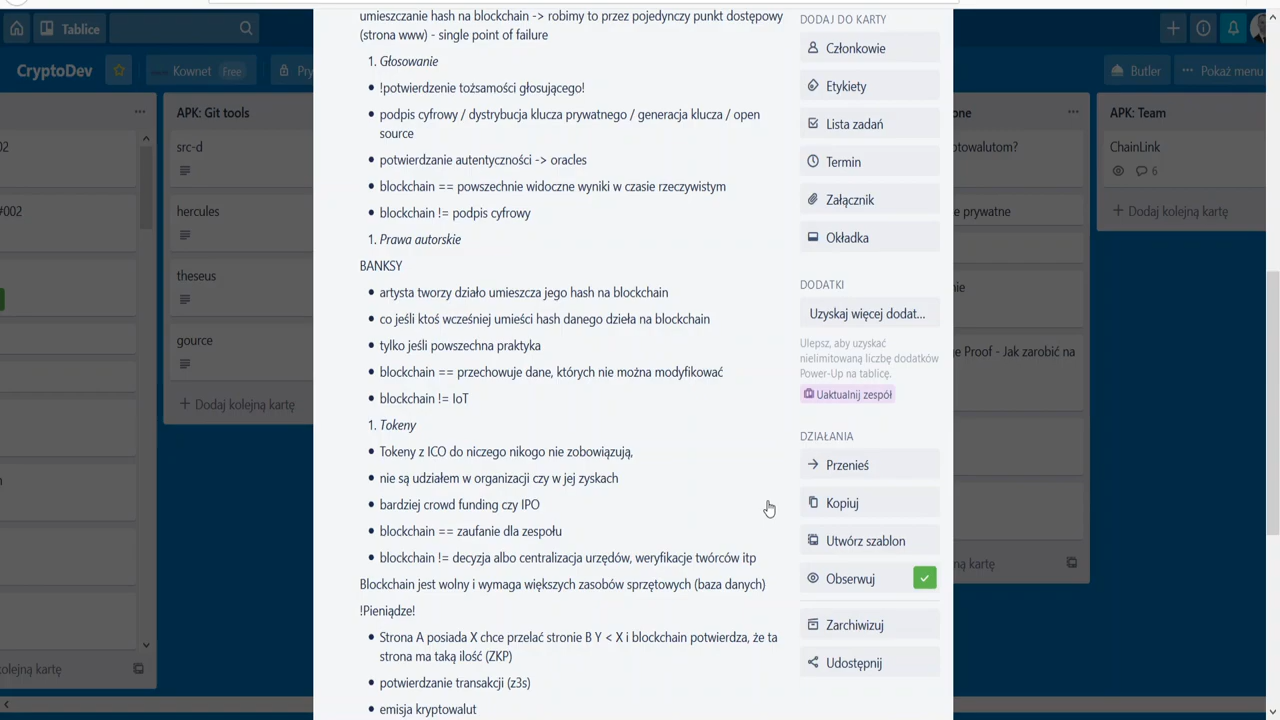 Tablice
CryptoDev
Kownet Free
Pry
Butler
Pokaż menu
02
#002
kolejną kartę
APK: Git tools
src-d
hercules
theseus
gource
Dodaj kolejną kartę
umieszczanie hash na blockchain -> robimy to przez pojedynczy punkt dostępowy
(strona www) - single point of failure
1. Głosowanie
• !potwierdzenie tożsamości głosującego!
• podpis cyfrowy / dystrybucja klucza prywatnego / generacja klucza / open
source
• potwierdzanie autentyczności -> oracles
• blockchain == powszechnie widoczne wyniki w czasie rzeczywistym
• blockchain != podpis cyfrowy
1. Prawa autorskie
BANKSY
• artysta tworzy działo umieszcza jego hash na blockchain
• co jeśli ktoś wcześniej umieści hash danego dzieła na blockchain
• tylko jeśli powszechna praktyka
• blockchain == przechowuje dane, których nie można modyfikować
• blockchain != IoT
1. Tokeny
• Tokeny z ICO do niczego nikogo nie zobowiązują,
• nie są udziałem w organizacji czy w jej zyskach
• bardziej crowd funding czy IPO
• blockchain == zaufanie dla zespołu
• blockchain != decyzja albo centralizacja urzędów, weryfikacje twórców itp
Blockchain jest wolny i wymaga większych zasobów sprzętowych (baza danych)
!Pieniądze!
• Strona A posiada X chce przelać stronie B Y < X i blockchain potwierdza, że ta
strona ma taką ilość (ZKP)
• potwierdzanie transakcji (z3s)
• emisja kryptowalut
DODAJ DO KARTY
Członkowie
Etykiety
Lista zadań
Termin
Załącznik
Okładka
DODATKI
Uzyskaj więcej dodat...
Ulepsz, aby uzyskać
nielimitowaną liczbę dodatków
Power-Up na tablicę.
Uaktualnij zespół
DZIAŁANIA
Przenieś
Kopiuj
Utwórz szablon
Obserwuj
Zarchiwizuj
Udostępnij
one
ptowalutom?
e prywatne
nie
ge Proof - Jak zarobić na
ną kartę
APK: Team
ChainLink
6
Dodaj kolejną kartę